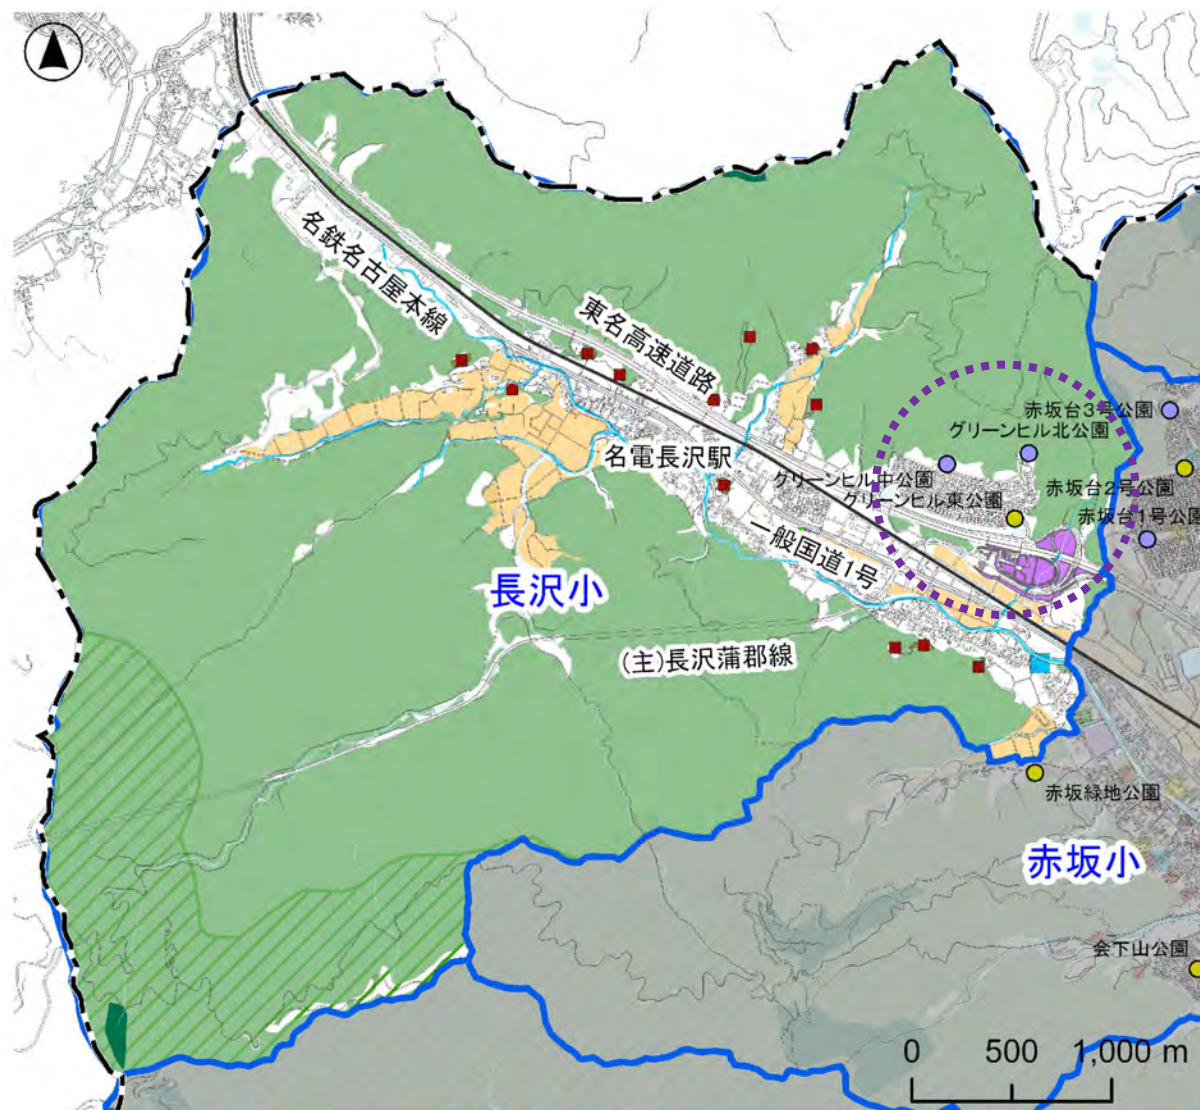 名鉄名古屋本線
東名高速道路
赤坂台3号公園
グリーンヒル北公園
名電長沢駅
グリーンヒル中公園
赤坂台2号公園
グリーンヒル東公園
赤坂台1号公園
一般国道1号
長沢小
(主)長沢蒲郡線
赤坂緑地公園
赤坂小
会下山公園
0 500 1,000 m